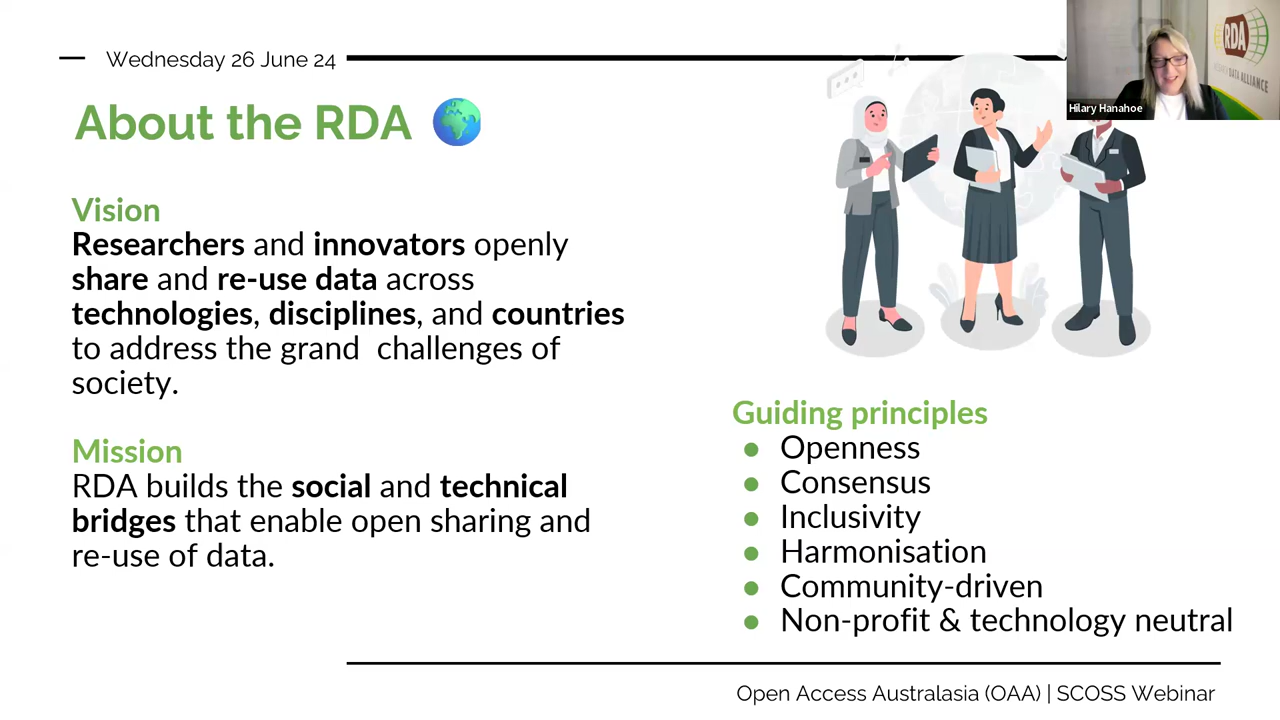 Wednesday 26 June 24
About the RDA
Vision
Researchers and innovators openly
share and re-use data across
technologies, disciplines, and countries
to address the grand challenges of
society.
Mission
RDA builds the social and technical
bridges that enable open sharing and
re-use of data.
Guiding principles
Openness
Consensus
Inclusivity
Harmonisation
Community-driven
Non-profit & technology neutral
Open Access Australasia (OAA) | SCOSS Webinar
Hilary Hanahoe
RDA
DATA ALLIANCE